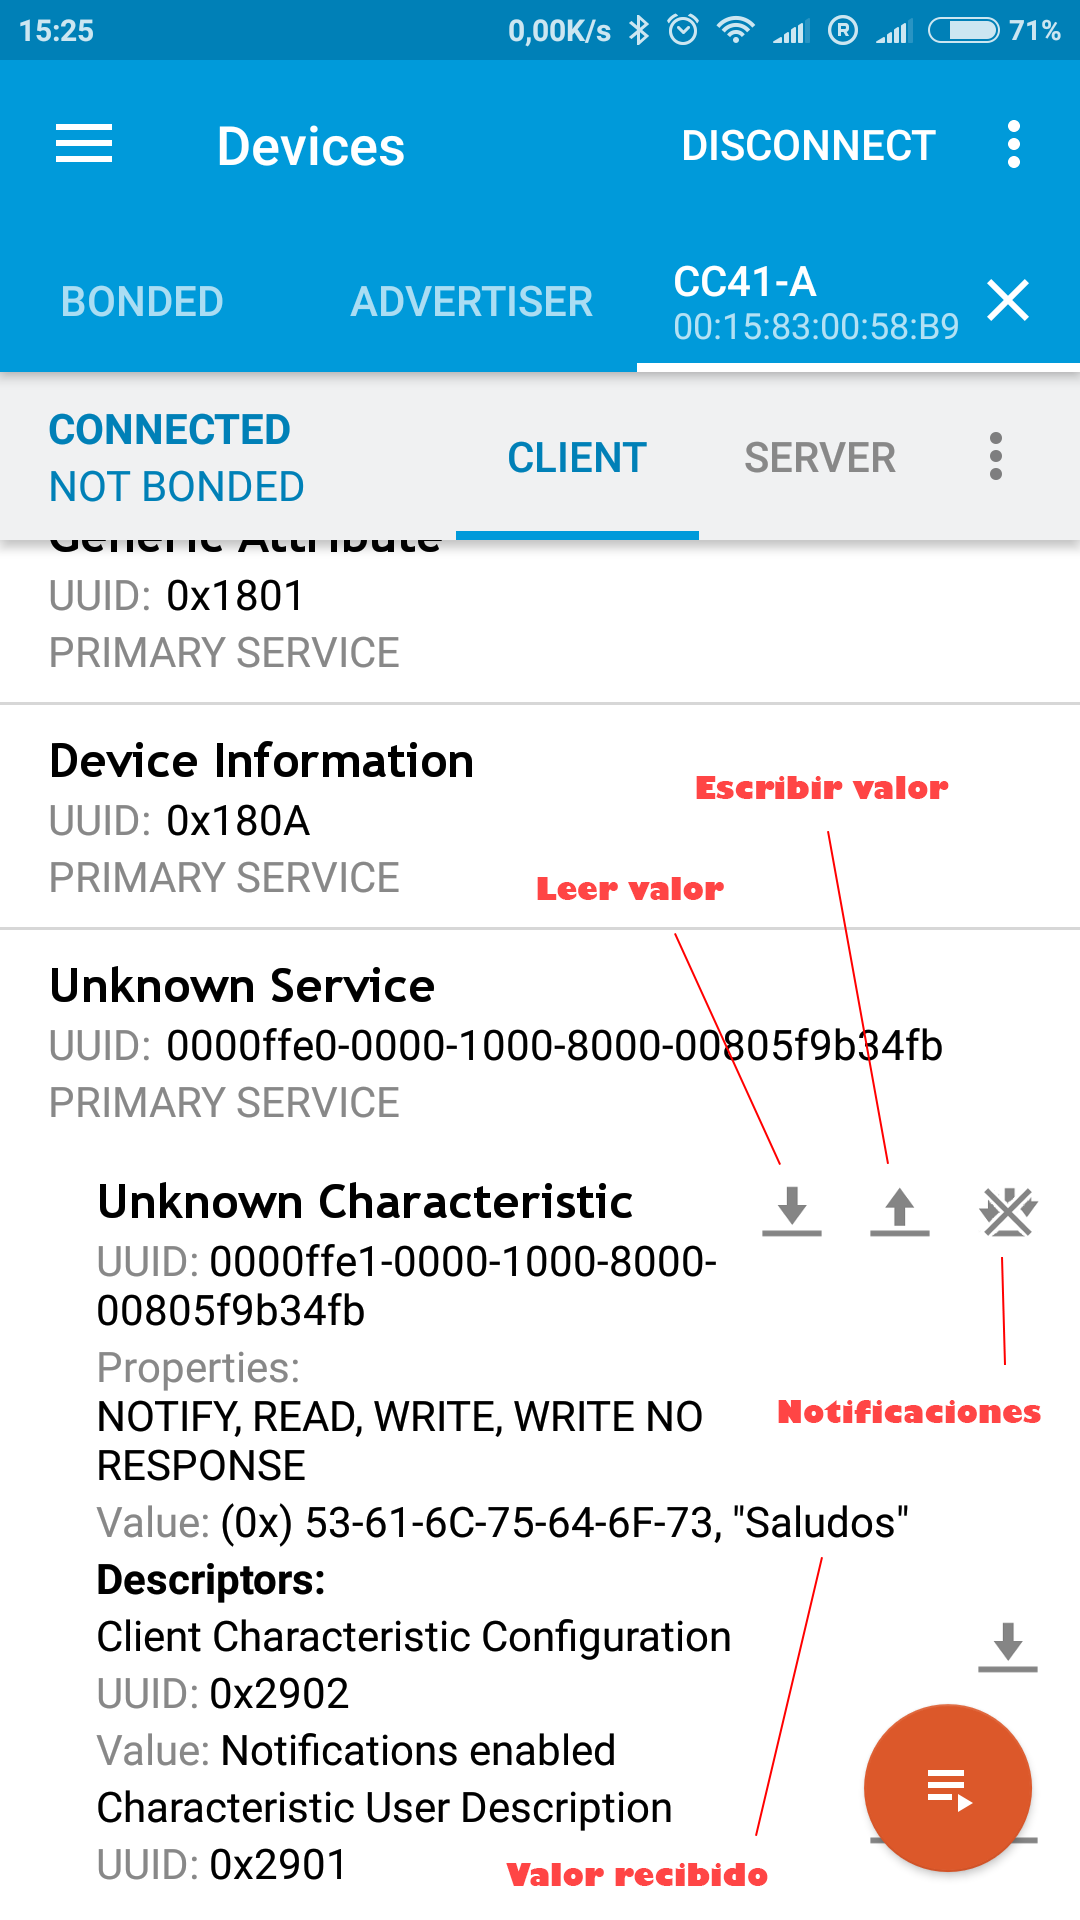 15:25 0,00K/s R 71%
Devices DISCONNECT
BONDED ADVERTISER CC41-A
00:15:83:00:58:B9
CONNECTED
NOT BONDED CLIENT SERVER
Generic Attribute
UUID: 0x1801
PRIMARY SERVICE
Device Information
Escribir valor
UUID: 0x180A
PRIMARY SERVICE
Leer valor
Unknown Service
UUID: 0000ffe0-0000-1000-8000-00805f9b34fb
PRIMARY SERVICE
Unknown Characteristic
UUID: 0000ffe1-0000-1000-8000-
00805f9b34fb
Properties:
NOTIFY, READ, WRITE, WRITE NO
RESPONSE
Notificaciones
Value: (0x) 53-61-6C-75-64-6F-73, "Saludos"
Descriptors:
Client Characteristic Configuration
UUID: 0x2902
Value: Notifications enabled
Characteristic User Description
UUID: 0x2901
Valor recibido